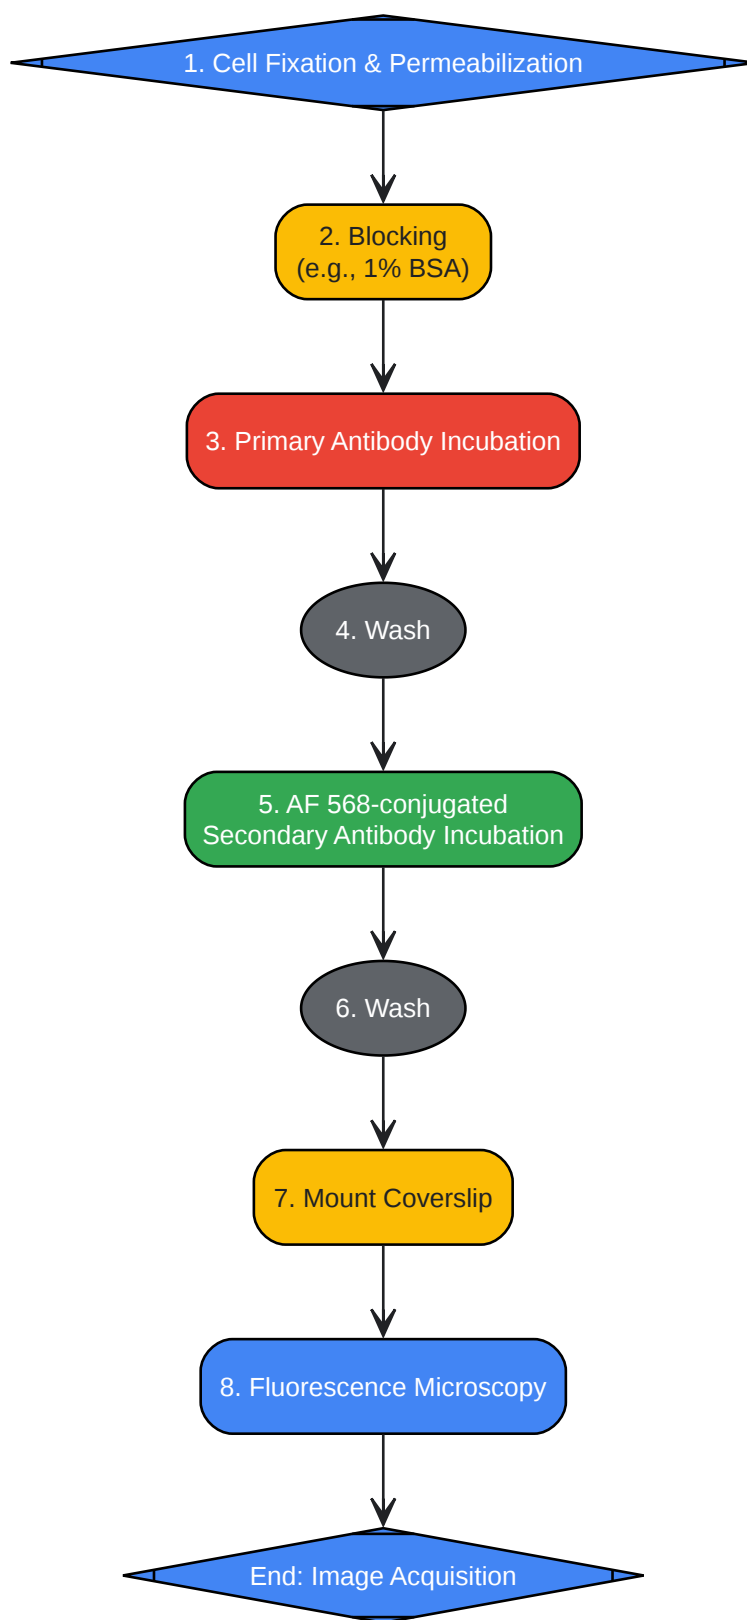 1. Cell Fixation & Permeabilization
2. Blocking
(e.g., 1% BSA)
3. Primary Antibody Incubation
4. Wash
5. AF 568-conjugated
Secondary Antibody Incubation
6. Wash
7. Mount Coverslip
8. Fluorescence Microscopy
End: Image Acquisition